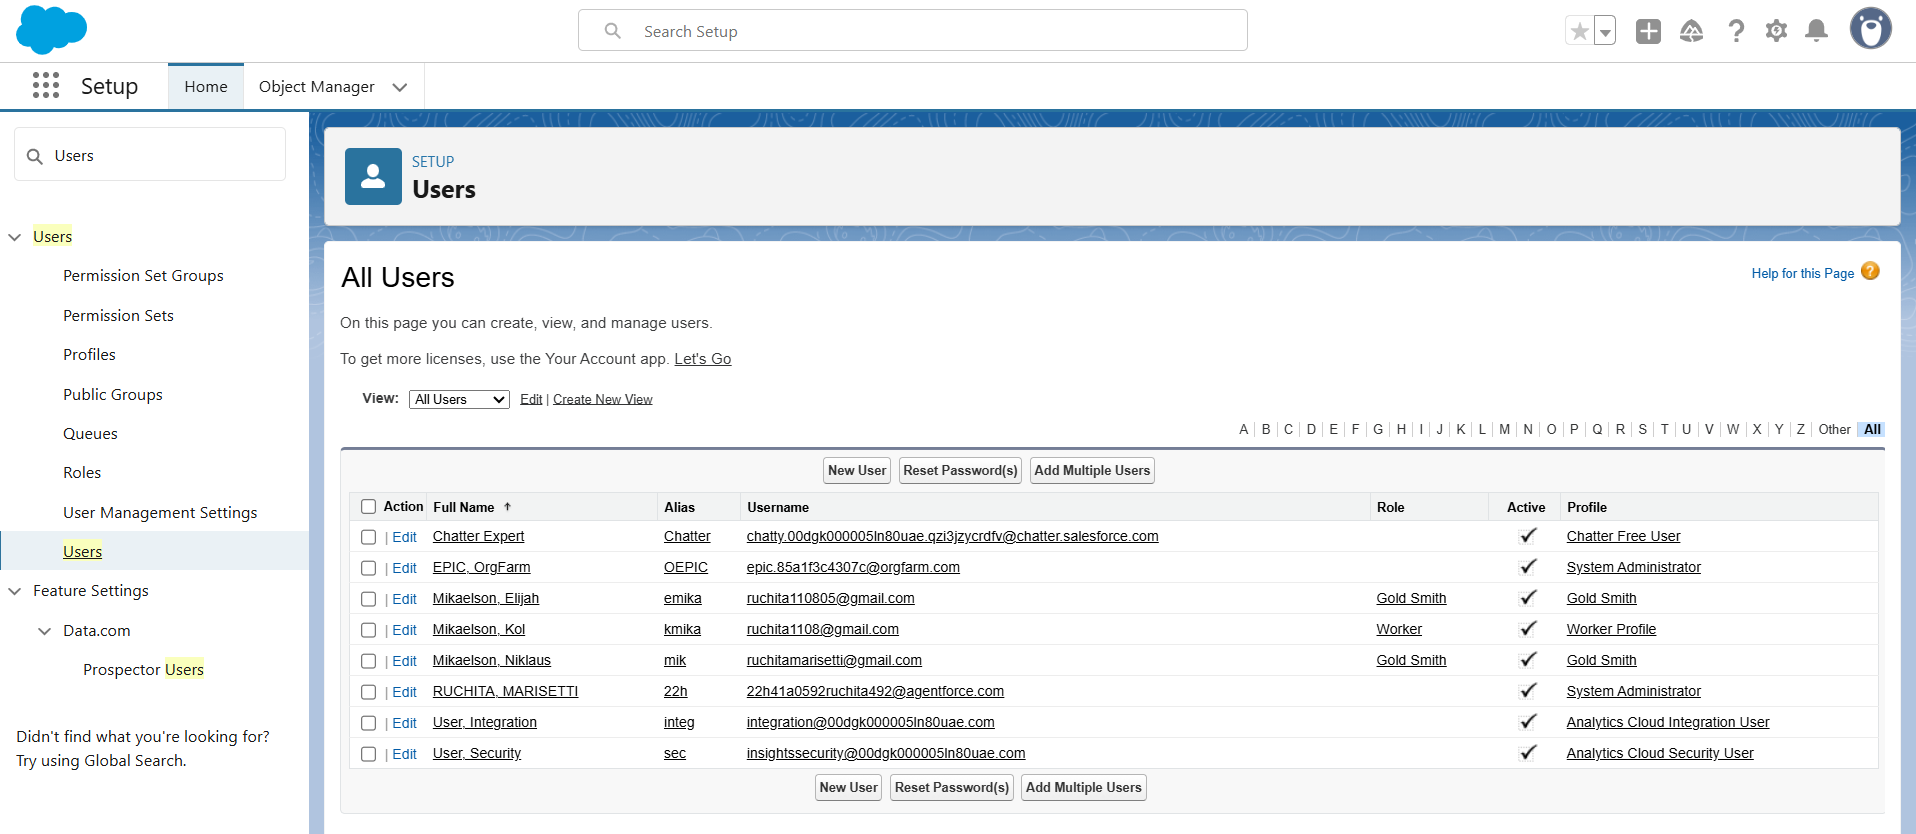 Search Setup
Setup
Home
Object Manager
Users
Users
Permission Set Groups
Permission Sets
Profiles
Public Groups
Queues
Roles
User Management Settings
Users
Feature Settings
Data.com
Prospector Users
Didn't find what you're looking for?
Try using Global Search.
SETUP
Users
All Users
Help for this Page ?
On this page you can create, view, and manage users.
To get more licenses, use the Your Account app. Let's Go
View: All Users Edit | Create New View
A | B | C | D | E | F | G | H | I | J | K | L | M | N | O | P | Q | R | S | T | U | V | W | X | Y | Z | Other | All
New User Reset Password(s) Add Multiple Users
Action Full Name ↑ Alias Username Role Active Profile
| Edit Chatter Expert Chatter chatty.00dgk000005ln80uae.qzi3jzycrdfv@chatter.salesforce.com ✓ Chatter Free User
| Edit EPIC, OrgFarm OEPIC epic.85a1f3c4307c@orgfarm.com ✓ System Administrator
| Edit Mikaelson, Elijah emika ruchita110805@gmail.com Gold Smith ✓ Gold Smith
| Edit Mikaelson, Kol kmika ruchita1108@gmail.com Worker ✓ Worker Profile
| Edit Mikaelson, Niklaus mik ruchitamarisetti@gmail.com Gold Smith ✓ Gold Smith
| Edit RUCHITA, MARISETTI 22h 22h41a0592ruchita492@agentforce.com ✓ System Administrator
| Edit User, Integration integ integration@00dgk000005ln80uae.com ✓ Analytics Cloud Integration User
| Edit User, Security sec insightssecurity@00dgk000005ln80uae.com ✓ Analytics Cloud Security User
New User Reset Password(s) Add Multiple Users